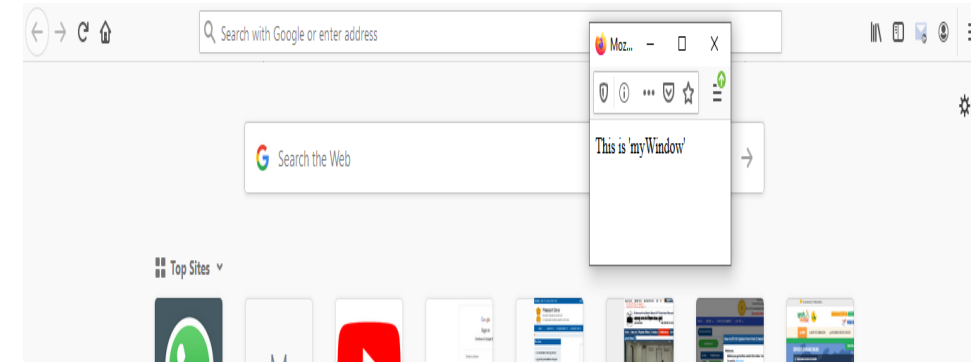 Search with Google or enter address
Moz...
This is 'myWindow'
Search the Web
Top Sites
M